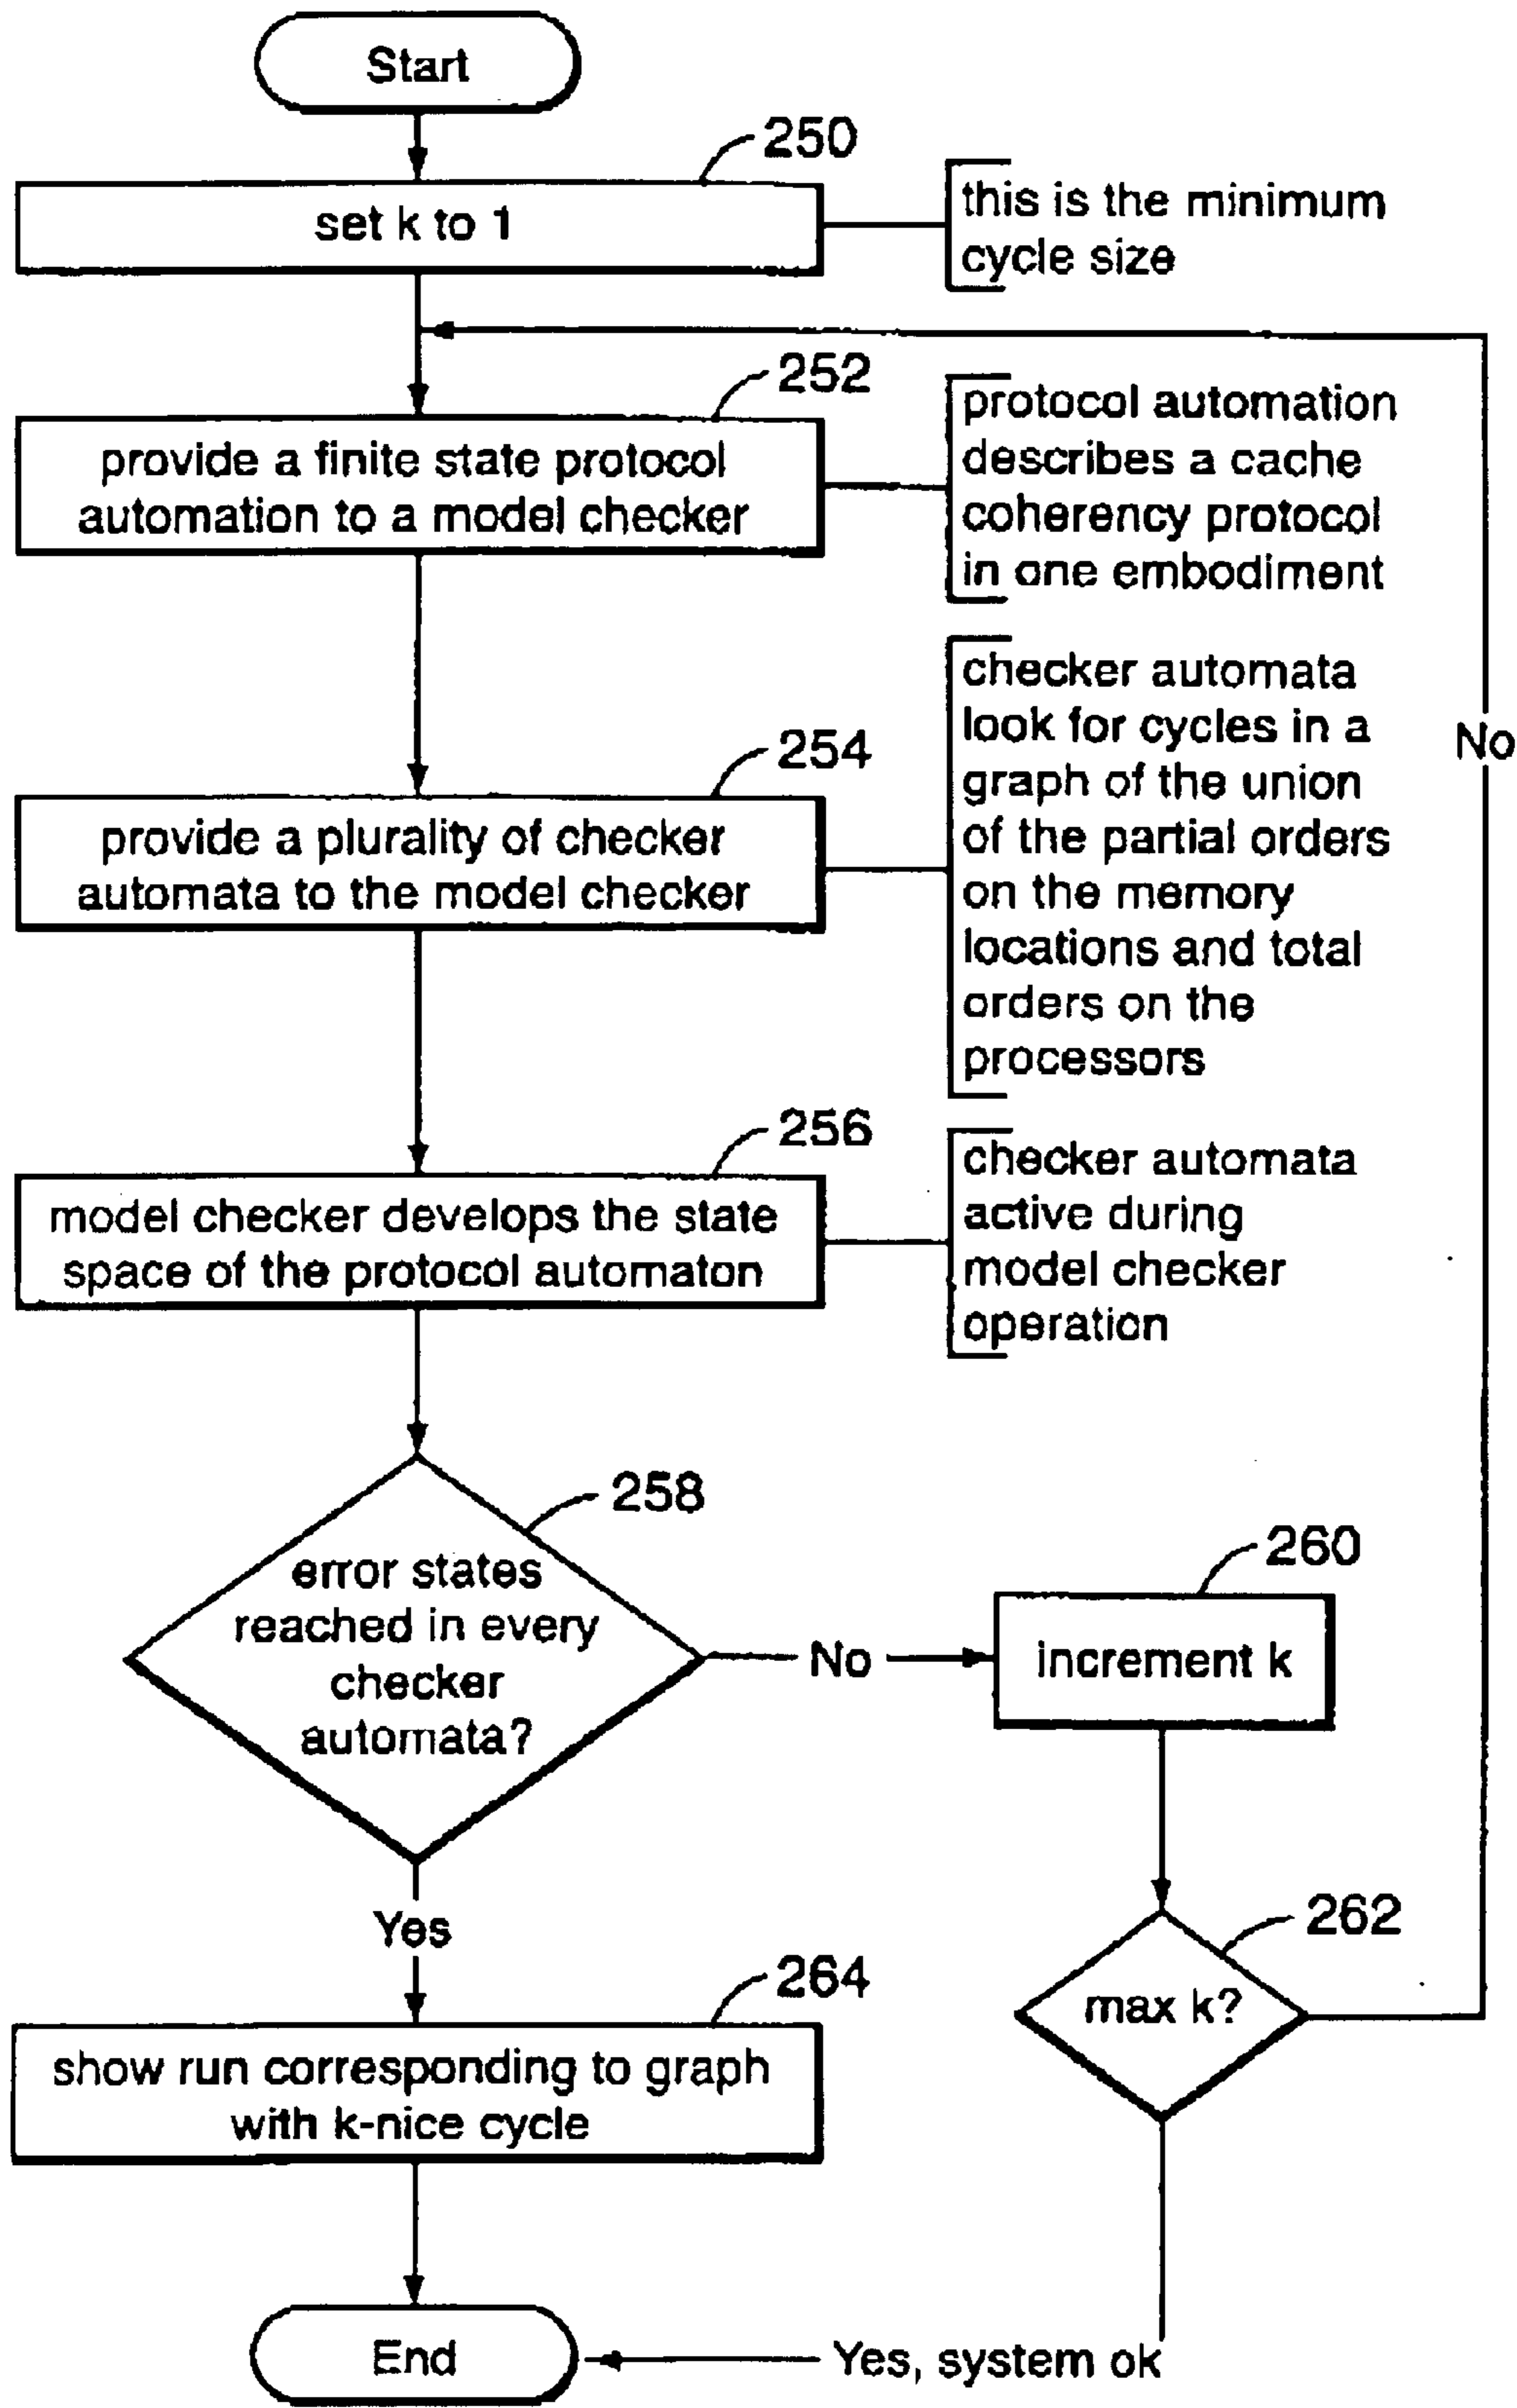 Start
250
set k to 1
this is the minimum
cycle size
252
provide a finite state protocol
automation to a model checker
protocol automation
describes a cache
coherency protocol
in one embodiment
254
provide a plurality of checker
automata to the model checker
checker automata
look for cycles in a
graph of the union
of the partial orders
on the memory
locations and total
orders on the
processors
No
256
model checker develops the state
space of the protocol automaton
checker automata
active during
model checker
operation
258
error states
reached in every
checker
automata?
No
260
increment k
Yes
262
max k?
264
show run corresponding to graph
with k-nice cycle
End
Yes, system ok